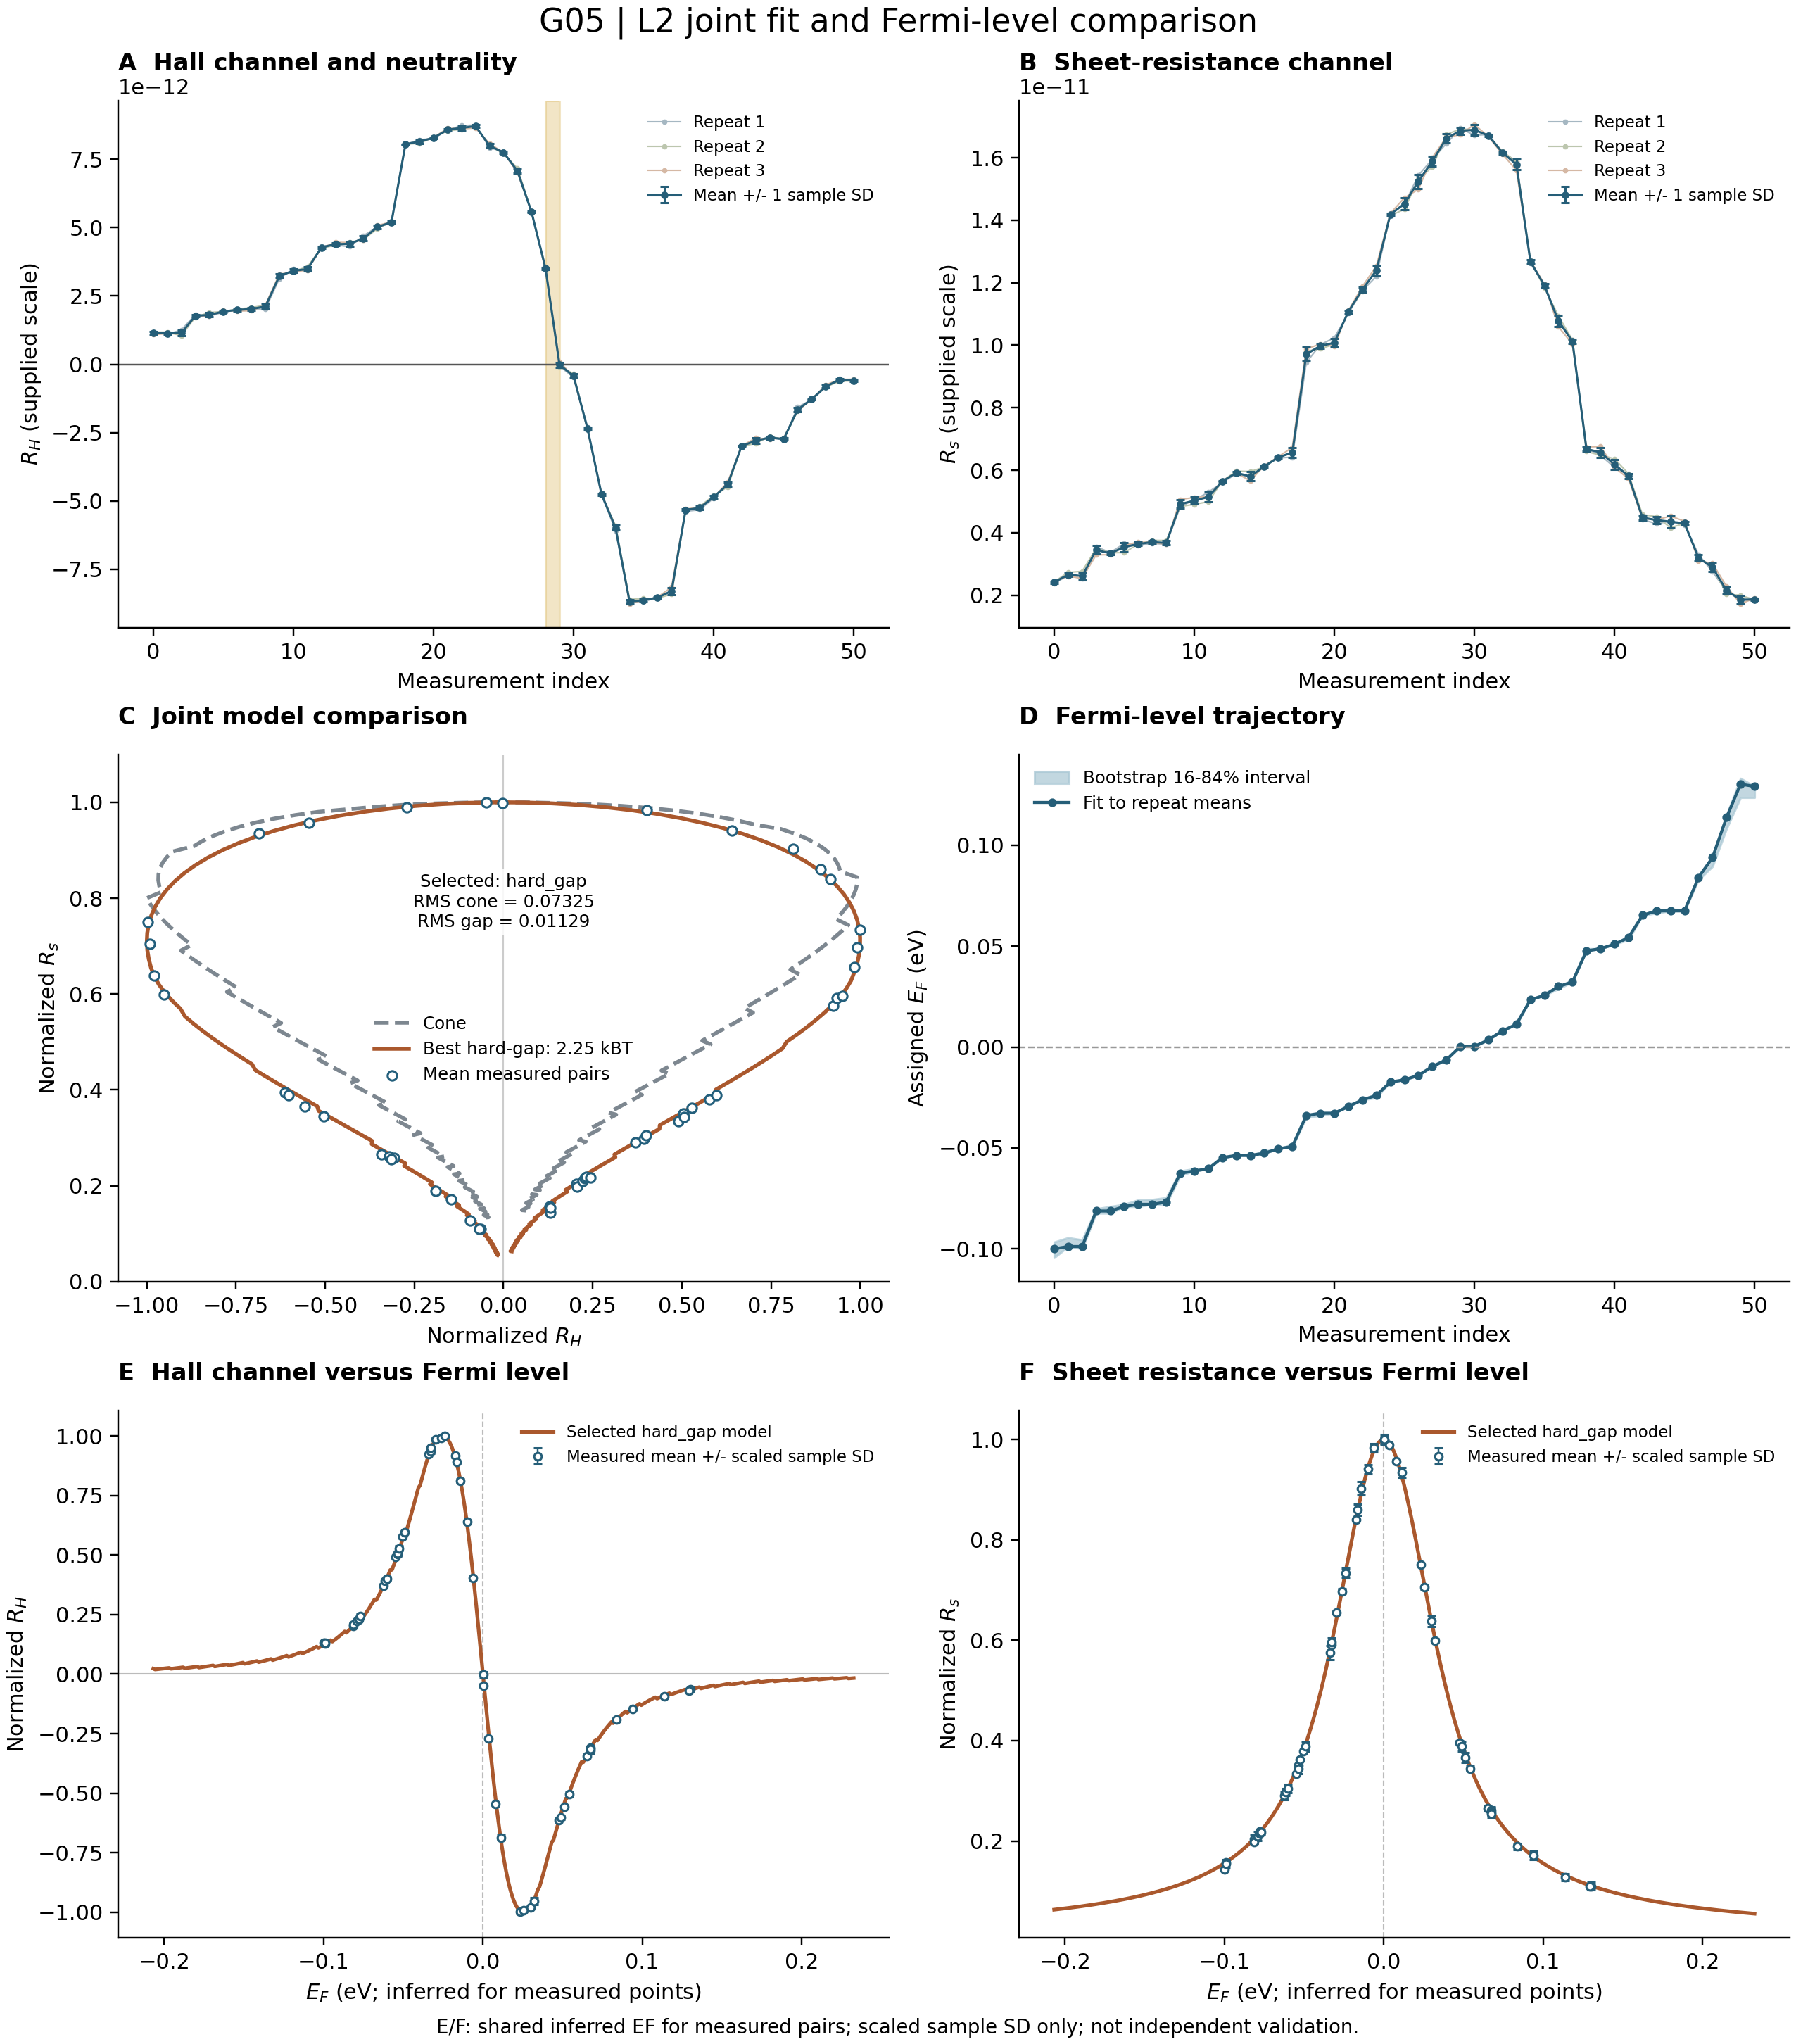 G05 | L2 joint fit and Fermi-level comparison
A  Hall channel and neutrality
1e−12
Repeat 1
Repeat 2
Repeat 3
Mean +/- 1 sample SD
7.5
5.0
2.5
0.0
−2.5
−5.0
−7.5
R_H (supplied scale)
0 10 20 30 40 50
Measurement index
B  Sheet-resistance channel
1e−11
Repeat 1
Repeat 2
Repeat 3
Mean +/- 1 sample SD
1.6
1.4
1.2
1.0
0.8
0.6
0.4
0.2
R_s (supplied scale)
0 10 20 30 40 50
Measurement index
C  Joint model comparison
Selected: hard_gap
RMS cone = 0.07325
RMS gap = 0.01129
Cone
Best hard-gap: 2.25 kBT
Mean measured pairs
1.0
0.8
0.6
0.4
0.2
0.0
Normalized R_s
−1.00 −0.75 −0.50 −0.25 0.00 0.25 0.50 0.75 1.00
Normalized R_H
D  Fermi-level trajectory
Bootstrap 16-84% interval
Fit to repeat means
0.10
0.05
0.00
−0.05
−0.10
Assigned E_F (eV)
0 10 20 30 40 50
Measurement index
E  Hall channel versus Fermi level
Selected hard_gap model
Measured mean +/- scaled sample SD
1.00
0.75
0.50
0.25
0.00
−0.25
−0.50
−0.75
−1.00
Normalized R_H
−0.2 −0.1 0.0 0.1 0.2
E_F (eV; inferred for measured points)
F  Sheet resistance versus Fermi level
Selected hard_gap model
Measured mean +/- scaled sample SD
1.0
0.8
0.6
0.4
0.2
Normalized R_s
−0.2 −0.1 0.0 0.1 0.2
E_F (eV; inferred for measured points)
E/F: shared inferred EF for measured pairs; scaled sample SD only; not independent validation.